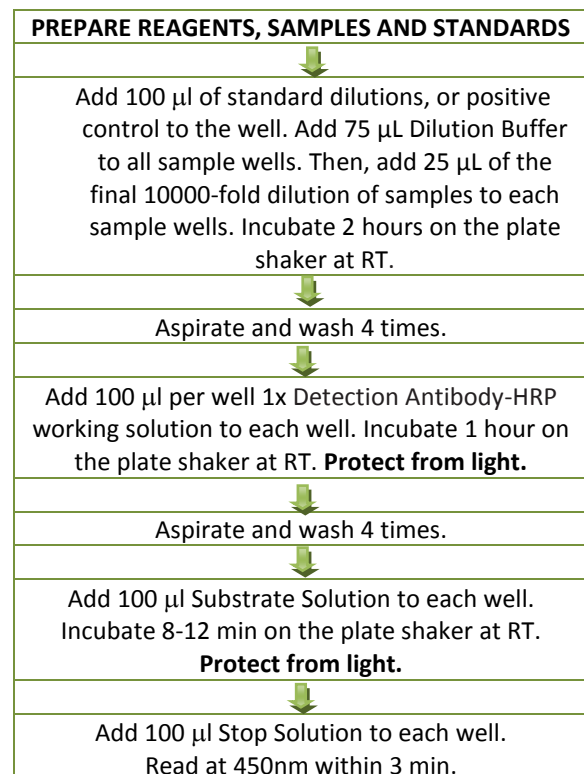 PREPARE REAGENTS, SAMPLES AND STANDARDS
Add 100 μl of standard dilutions, or positive
control to the well. Add 75 μL Dilution Buffer
to all sample wells. Then, add 25 μL of the
final 10000-fold dilution of samples to each
sample wells. Incubate 2 hours on the plate
shaker at RT.
Aspirate and wash 4 times.
Add 100 μl per well 1x Detection Antibody-HRP
working solution to each well. Incubate 1 hour on
the plate shaker at RT. Protect from light.
Aspirate and wash 4 times.
Add 100 μl Substrate Solution to each well.
Incubate 8-12 min on the plate shaker at RT.
Protect from light.
Add 100 μl Stop Solution to each well.
Read at 450nm within 3 min.